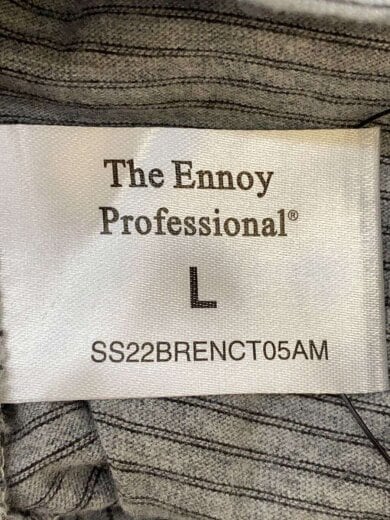 The Ennoy
Professional®
L
SS22BRENCT05AM